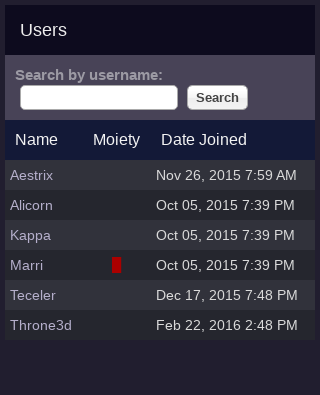 Users
Search by username:
Search
Name Moiety Date Joined
Aestrix Nov 26, 2015 7:59 AM
Alicorn Oct 05, 2015 7:39 PM
Kappa Oct 05, 2015 7:39 PM
Marri Oct 05, 2015 7:39 PM
Teceler Dec 17, 2015 7:48 PM
Throne3d Feb 22, 2016 2:48 PM